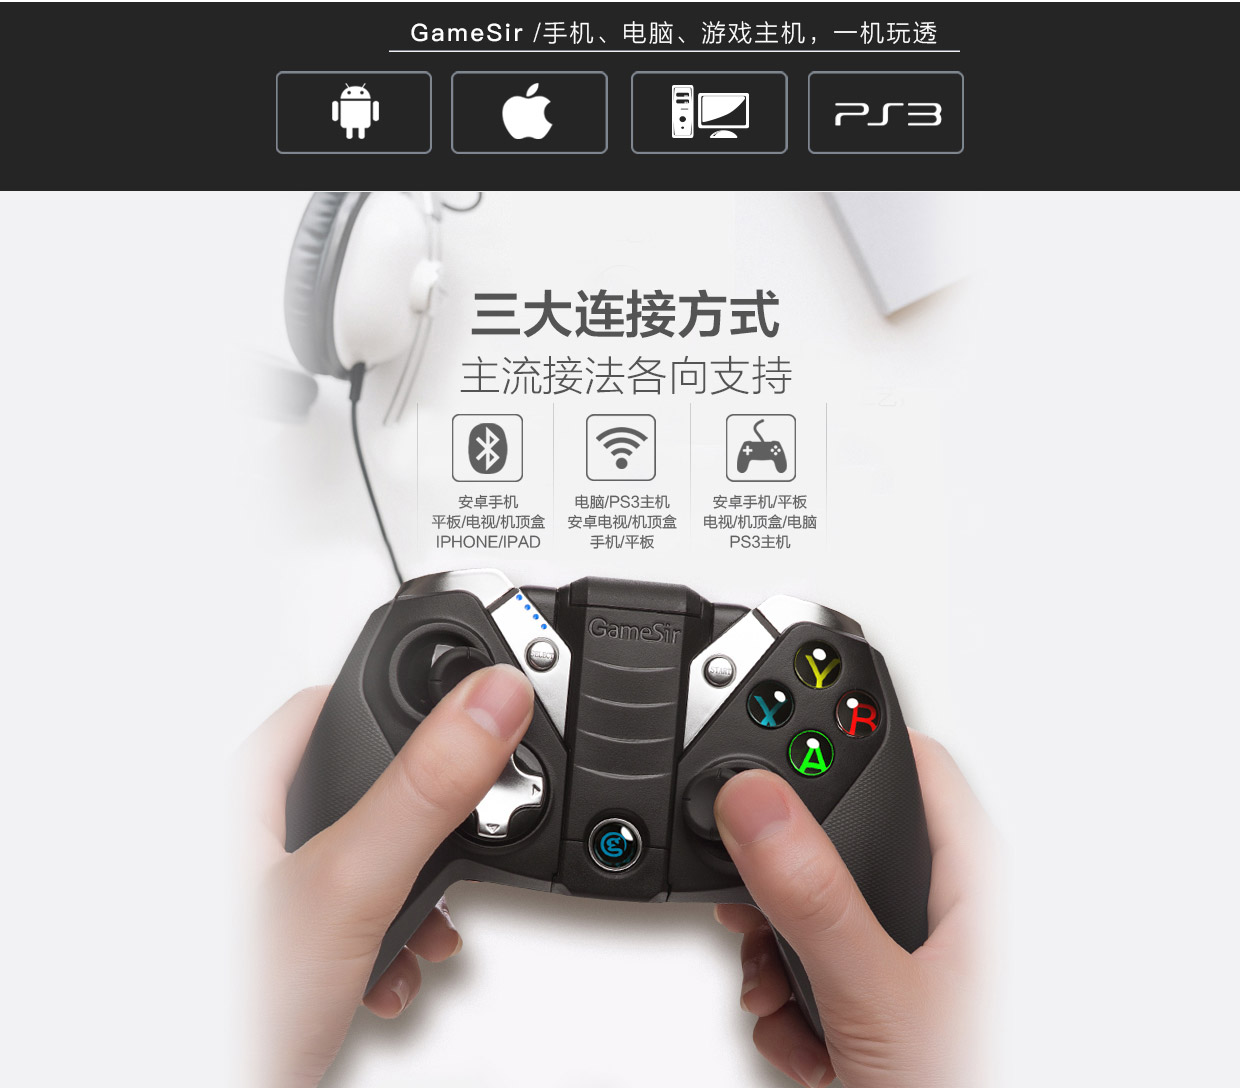 GameSir /手机、电脑、游戏主机，一机玩透
PS3
三大连接方式
主流接法各向支持
安卓手机
平板/电视/机顶盒
IPHONE/IPAD
电脑/PS3主机
安卓电视/机顶盒
手机/平板
安卓手机/平板
电视/机顶盒/电脑
PS3主机
GameSir
SELECT
START
Y
X
B
A